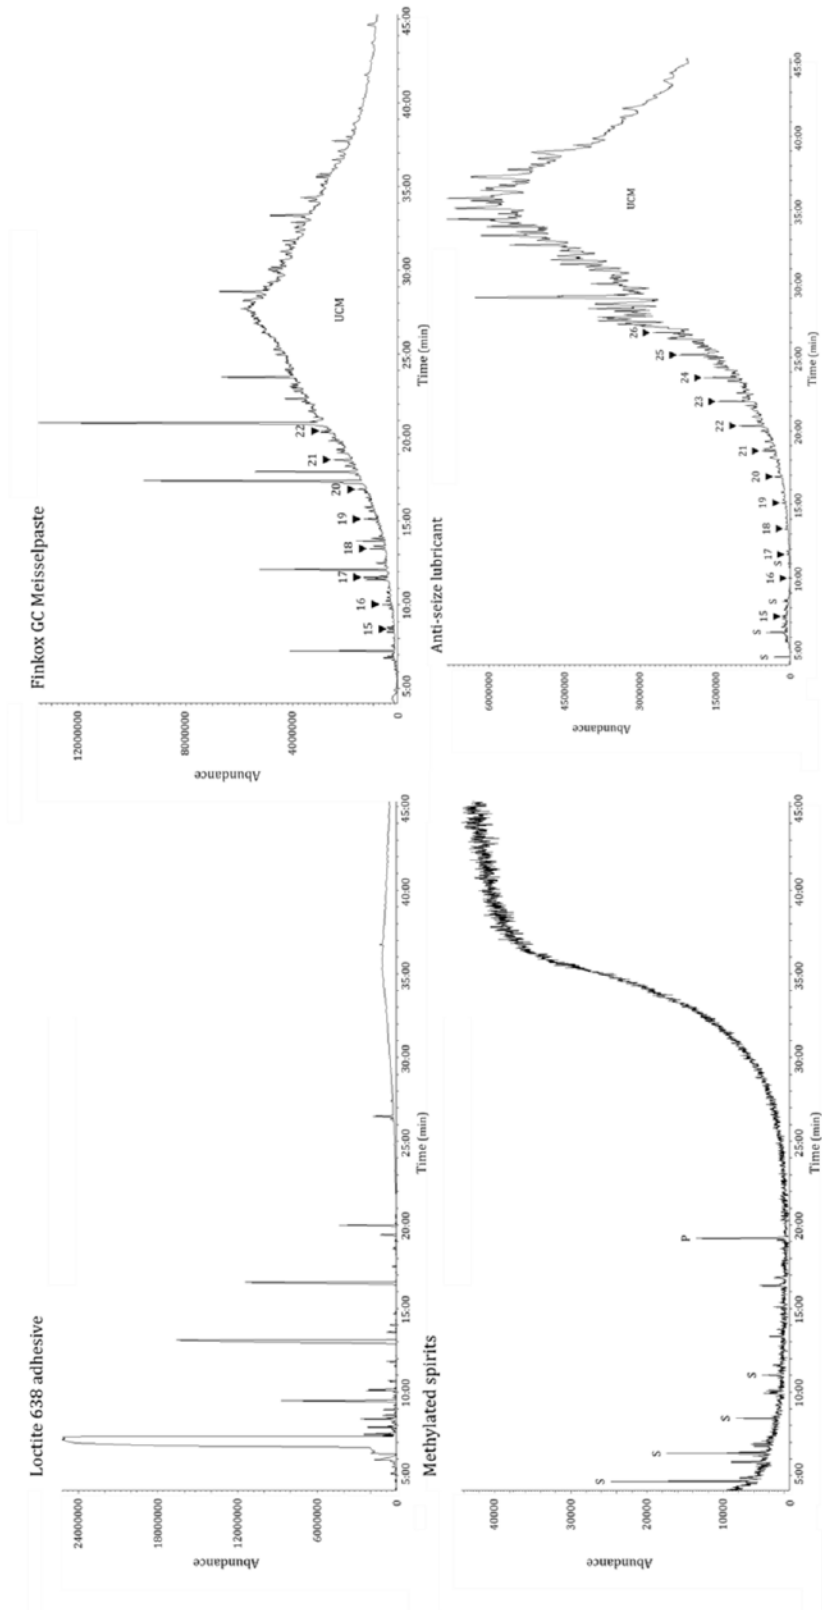 Loctite 638 adhesive
24000000
18000000
12000000
6000000
0
Abundance
5:00 10:00 15:00 20:00 25:00 30:00 35:00 40:00 45:00
Time (min)
Finkox GC Meisselpaste
12000000
8000000
4000000
0
Abundance
15 16 17 18 19 20 21 22
UCM
5:00 10:00 15:00 20:00 25:00 30:00 35:00 40:00 45:00
Time (min)
Methylated spirits
40000
30000
20000
10000
0
Abundance
S S S S P
5:00 10:00 15:00 20:00 25:00 30:00 35:00 40:00 45:00
Time (min)
Anti-seize lubricant
6000000
4500000
3000000
1500000
0
Abundance
S S 15 S 16 S 17 18 19 20 21 22 23 24 25 26
UCM
5:00 10:00 15:00 20:00 25:00 30:00 35:00 40:00 45:00
Time (min)